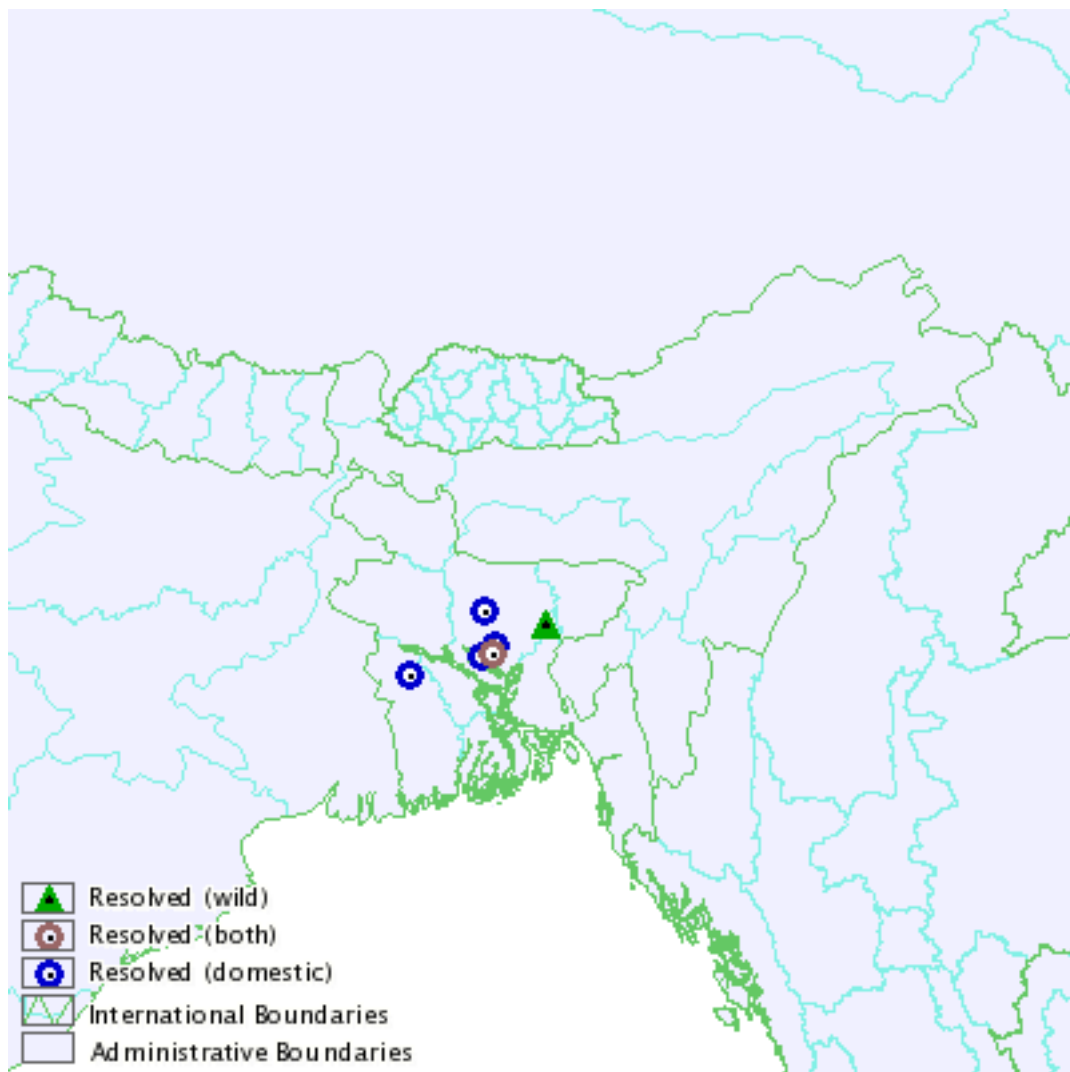 Resolved (wild)
Resolved (both)
Resolved (domestic)
International Boundaries
Administrative Boundaries